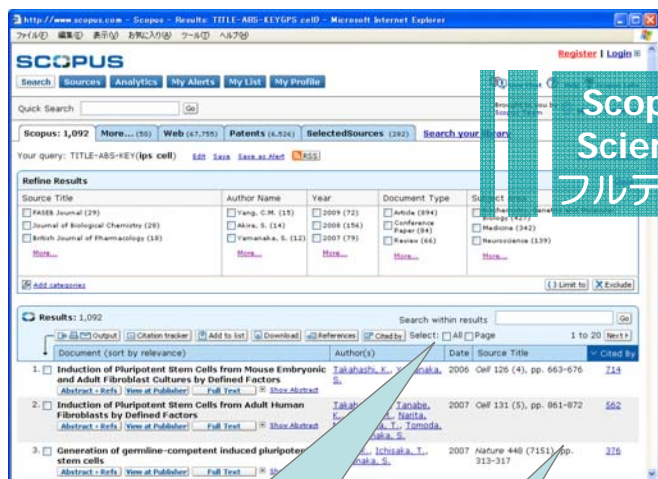 http://www.scopus.com - Scopus - Results: TITLE-ABS-KEY(IPS cell) - Microsoft Internet Explorer
ファイル(F) 編集(E) 表示(V) お気に入り(A) ツール(T) ヘルプ(H)
SCOPUS
Register | Login
Search Sources Analytics My Alerts My List My Profile
Quick Search Go
Brought to you by
Scopus Team
Scop
Scien
フルテ
Scopus: 1,092 More... (50) Web (67,755) Patents (6,526) SelectedSources (282) Search your library
Your query: TITLE-ABS-KEY(ips cell) Edit Save Save as Alert RSS
Refine Results
Source Title Author Name Year Document Type Subject Area
FASEB Journal (29) Yang, C.M. (15) 2009 (72) Article (894)
Journal of Biological Chemistry (28) Akira, S. (14) 2008 (156) Conference Paper (84) Medicine (342)
British Journal of Pharmacology (18) Yamanaka, S. (12) 2007 (79) Review (66) Neuroscience (139)
More... More... More... More... More...
Add categories Limit to Exclude
Results: 1,092 Search within results Go
Output Citation tracker Add to list Download References Cited by Select: All Page 1 to 20 Next
Document (sort by relevance) Author(s) Date Source Title Cited By
1. Induction of Pluripotent Stem Cells from Mouse Embryonic Takahashi, K., 2006 Cell 126 (4), pp. 663-676 714
and Adult Fibroblast Cultures by Defined Factors S.
Abstract + Refs View at Publisher Full Text Show Abstract
2. Induction of Pluripotent Stem Cells from Adult Human Tanabe, 2007 Cell 131 (5), pp. 861-872 562
Fibroblasts by Defined Factors Narita,
Abstract + Refs View at Publisher Full Text Show Abstract Tomoda,
3. Generation of germline-competent induced pluripotent Ichisaka, T., 2007 Nature 448 (7151), pp. 376
stem cells 313-317
Abstract + Refs View at Publisher Full Text Show Abstract